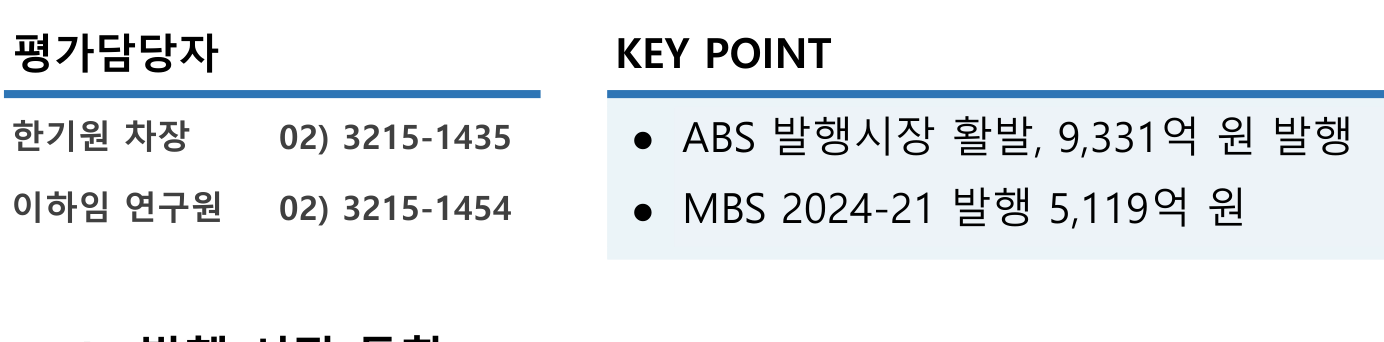 평가담당자
한기원 차장 02) 3215-1435
이하임 연구원 02) 3215-1454
KEY POINT
● ABS 발행시장 활발, 9,331억 원 발행
● MBS 2024-21 발행 5,119억 원